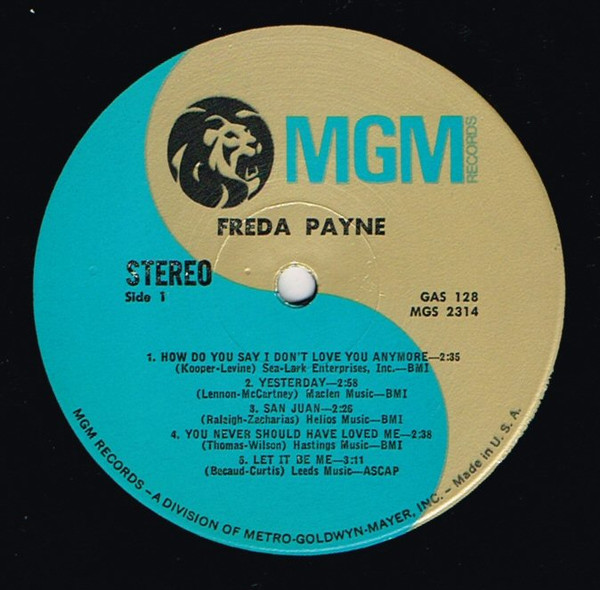 MGM RECORDS
FREDA PAYNE
STEREO
Side 1
GAS 128
MGS 2314
1. HOW DO YOU SAY I DON'T LOVE YOU ANYMORE—2:35
(Kooper-Levine) Sea-Lark Enterprises, Inc.—BMI
2. YESTERDAY—2:58
(Lennon-McCartney) Maclen Music—BMI
3. SAN JUAN—2:26
(Raleigh-Zacharias) Helios Music—BMI
4. YOU NEVER SHOULD HAVE LOVED ME—2:38
(Thomas-Wilson) Hastings Music—BMI
5. LET IT BE ME—3:11
(Becaud-Curtis) Leeds Music—ASCAP
MGM RECORDS – A DIVISION OF METRO-GOLDWYN-MAYER, INC. – Made in U. S. A.